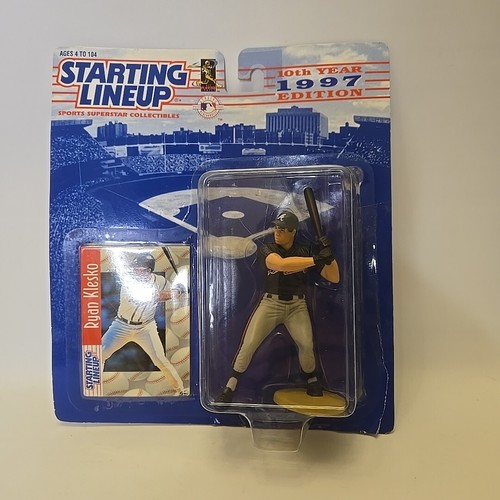 AGES 4 TO 104
STARTING
LINEUP
SPORTS SUPERSTAR COLLECTIBLES
10th YEAR
1997
EDITION
Ryan Klesko
STARTING
LINEUP